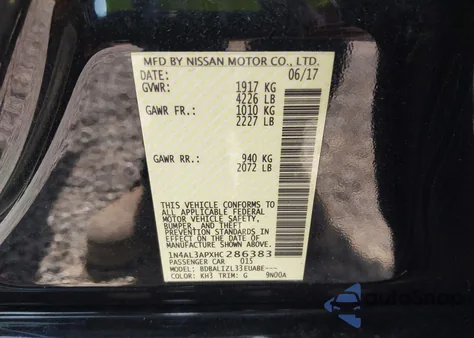 MFD BY NISSAN MOTOR CO., LTD.
DATE: 06/17
GVWR: 1917 KG
4226 LB
GAWR FR.: 1010 KG
2227 LB
GAWR RR.: 940 KG
2072 LB
THIS VEHICLE CONFORMS TO
ALL APPLICABLE FEDERAL
MOTOR VEHICLE SAFETY,
BUMPER, AND THEFT
PREVENTION STANDARDS
IN EFFECT ON THE DATE OF
MANUFACTURE SHOWN ABOVE.
1N4AL3APXHC286383
PASSENGER CAR 015
MODEL: BDBALIZL33EUABE---
COLOR: KH3 TRIM: G 9N00A
autoSnap